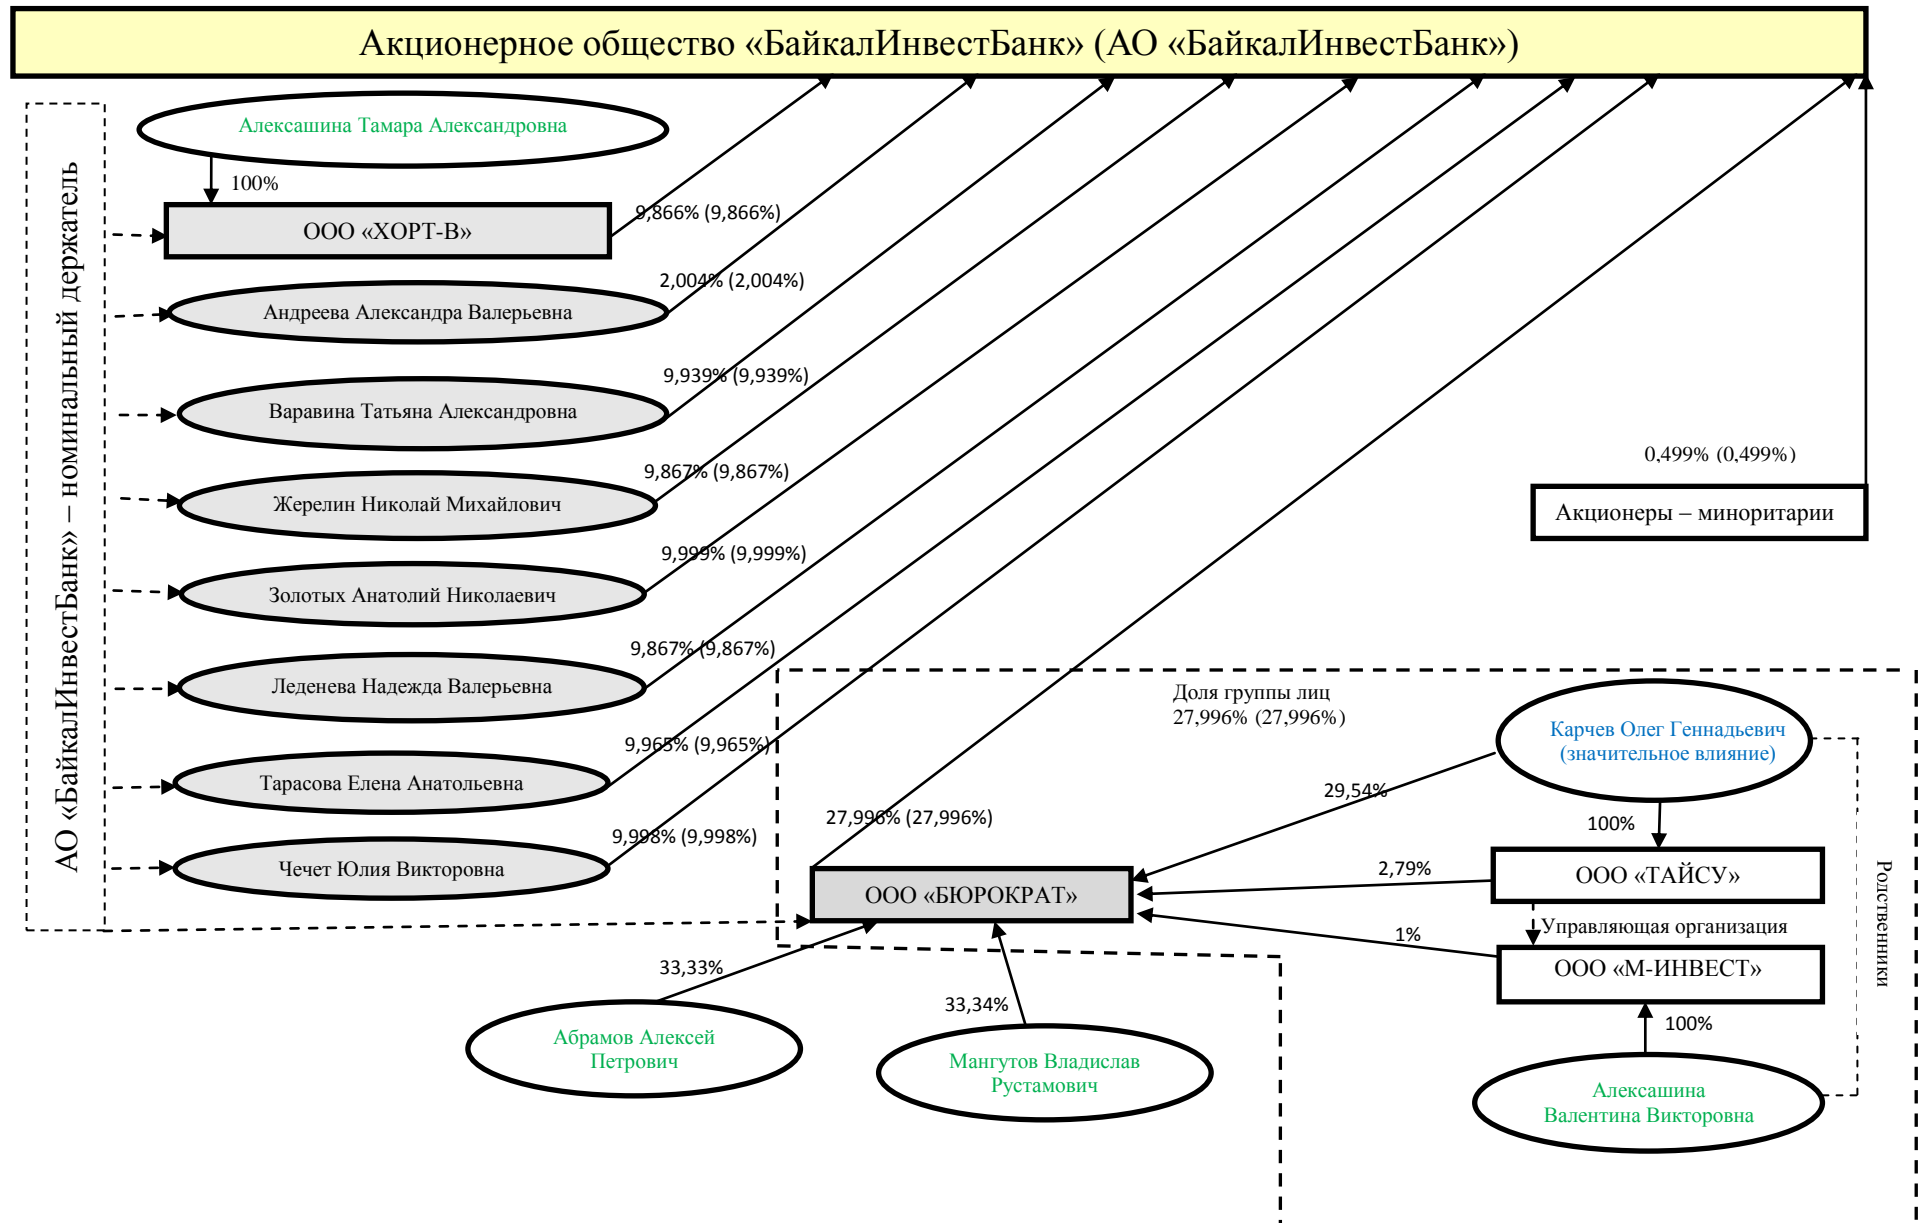 Акционерное общество «БайкалИнвестБанк» (АО «БайкалИнвестБанк»)
АО «БайкалИнвестБанк» – номинальный держатель
Алексашина Тамара Александровна
100%
ООО «ХОРТ-В»
9,866% (9,866%)
Андреева Александра Валерьевна
2,004% (2,004%)
Варавина Татьяна Александровна
9,939% (9,939%)
Жерелин Николай Михайлович
9,867% (9,867%)
0,499% (0,499%)
Акционеры – миноритарии
Золотых Анатолий Николаевич
9,999% (9,999%)
Леденева Надежда Валерьевна
9,867% (9,867%)
Тарасова Елена Анатольевна
9,965% (9,965%)
Чечет Юлия Викторовна
9,998% (9,998%)
Доля группы лиц
27,996% (27,996%)
Карчев Олег Геннадьевич
(значительное влияние)
29,54%
27,996% (27,996%)
100%
ООО «БЮРОКРАТ»
2,79%
ООО «ТАЙСУ»
Родственники
Управляющая организация
1%
ООО «М-ИНВЕСТ»
33,33%
33,34%
100%
Абрамов Алексей
Петрович
Мангутов Владислав
Рустамович
Алексашина
Валентина Викторовна